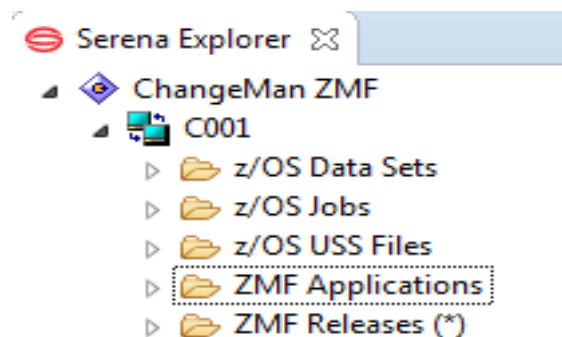 Serena Explorer
ChangeMan ZMF
C001
z/OS Data Sets
z/OS Jobs
z/OS USS Files
ZMF Applications
ZMF Releases (*)